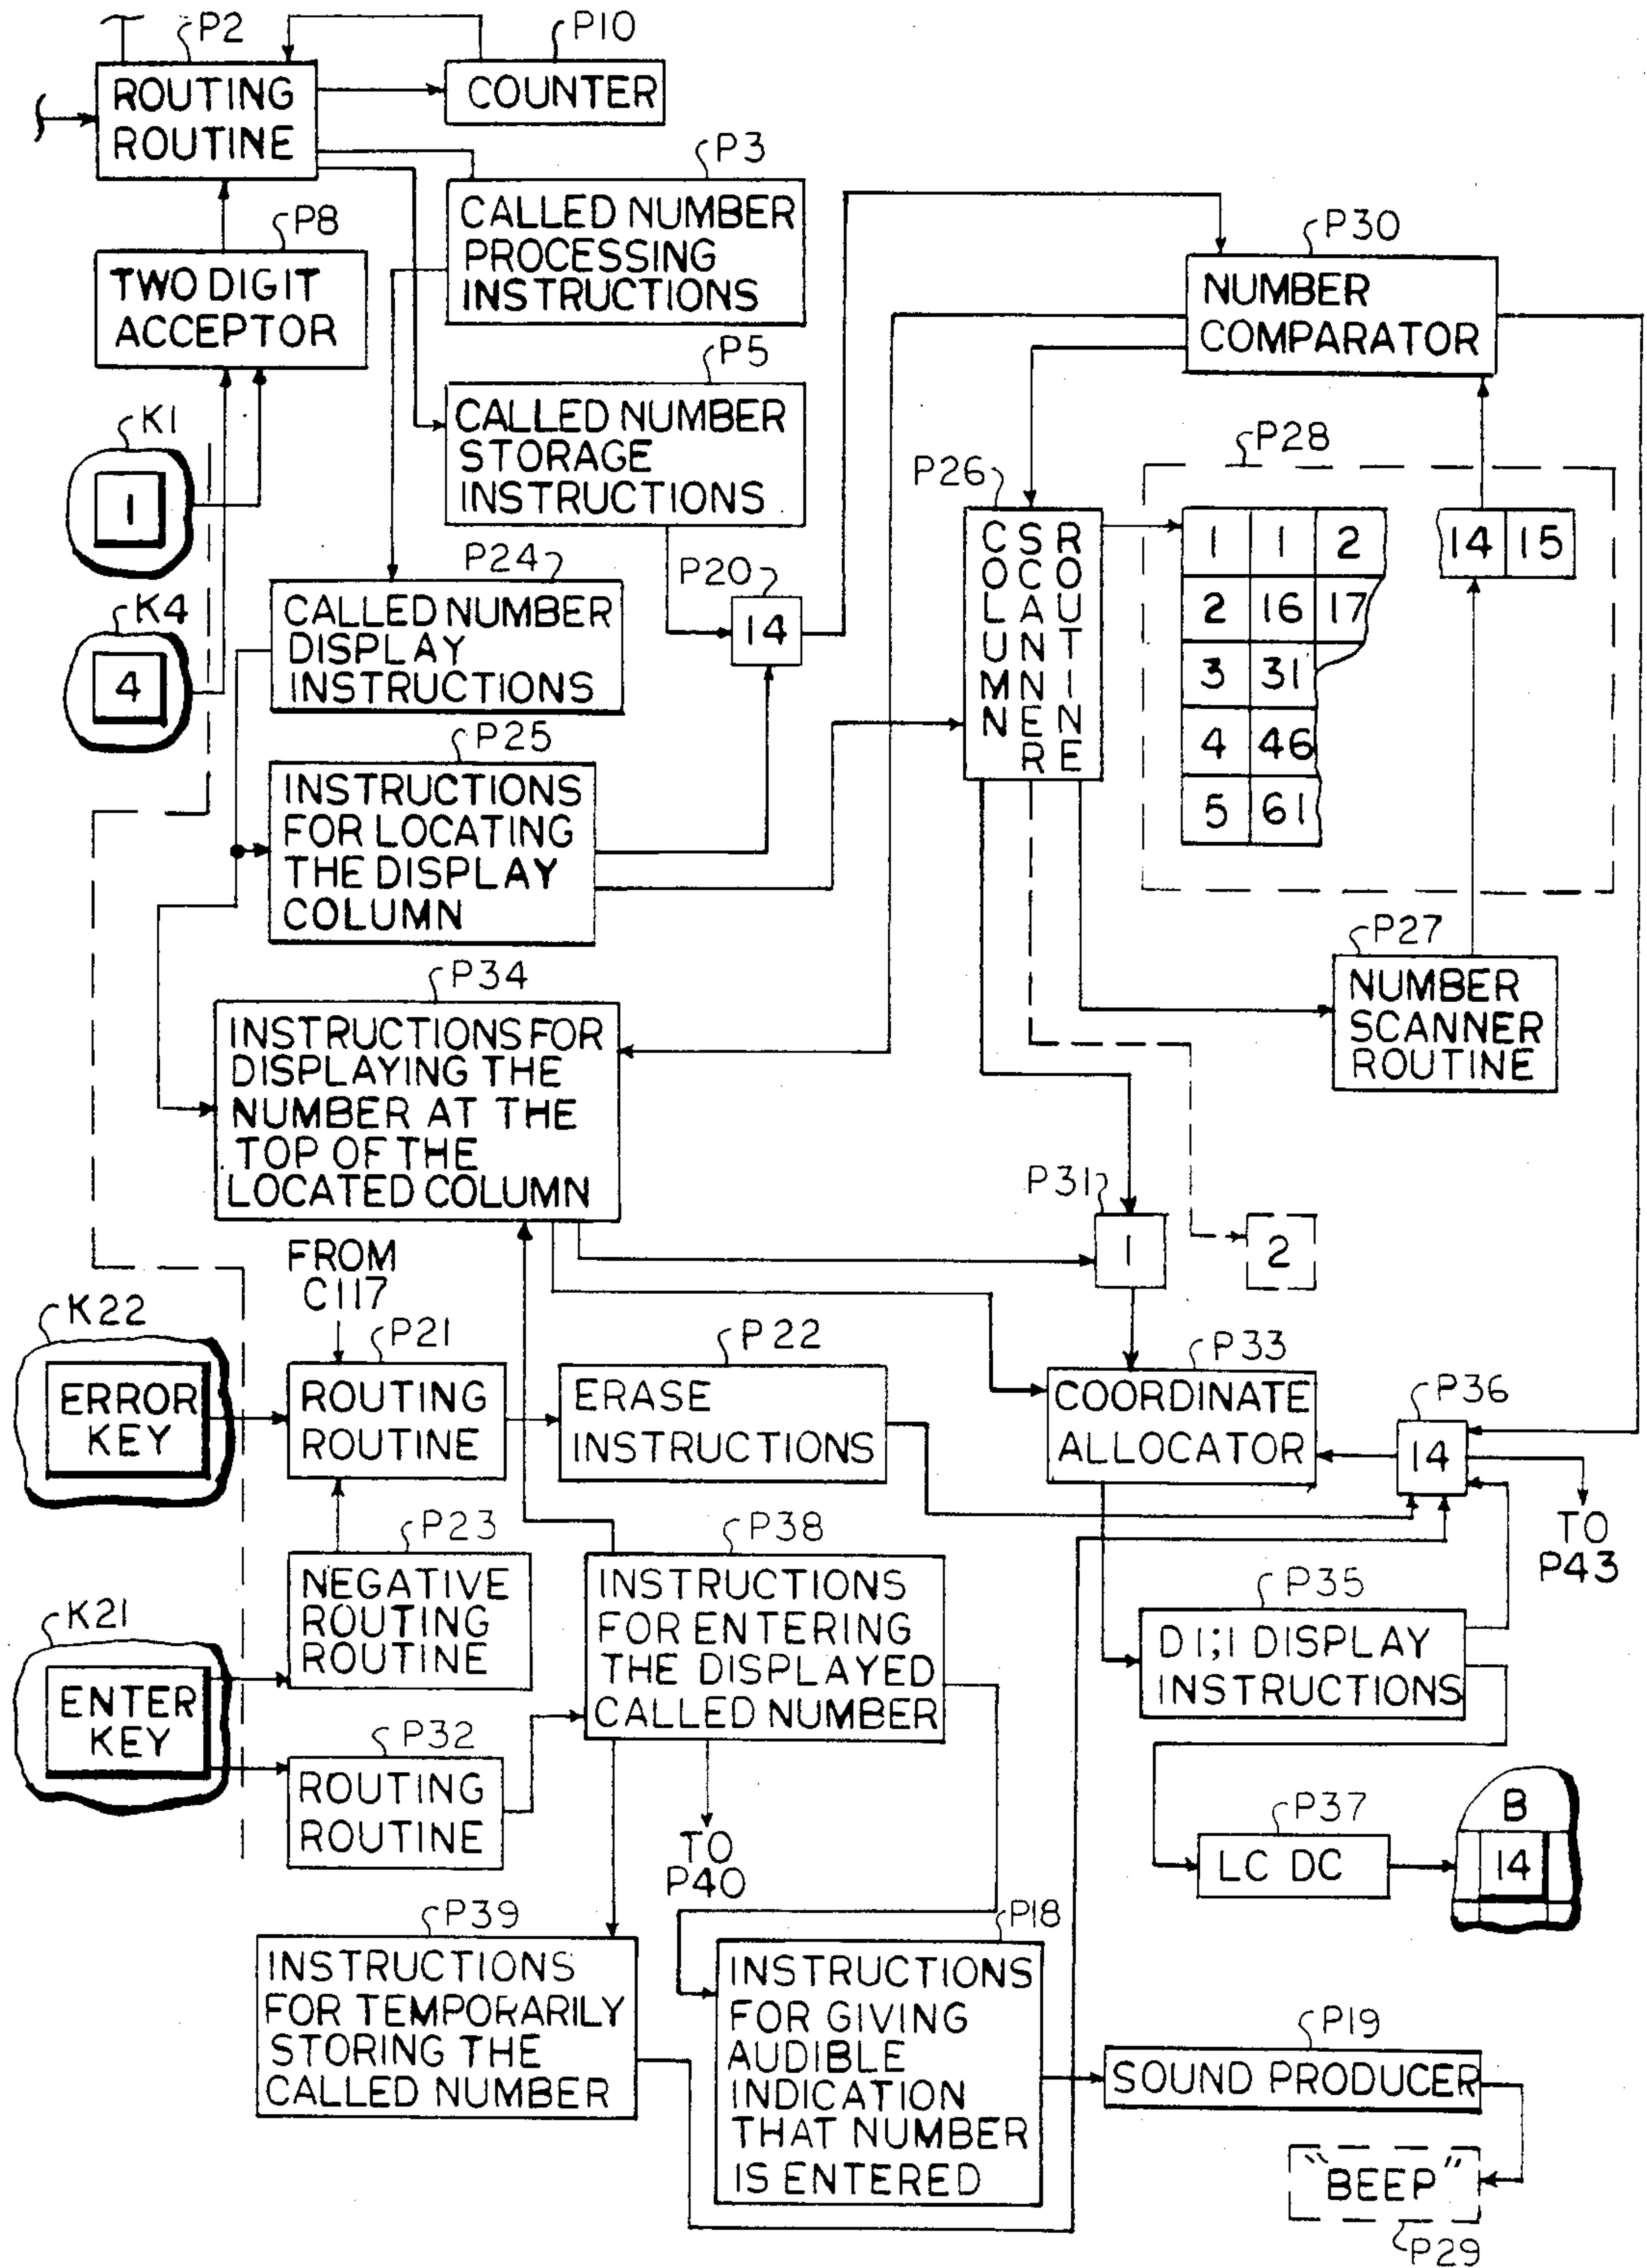 P2
P10
ROUTING
ROUTINE
COUNTER
P3
CALLED NUMBER
PROCESSING
INSTRUCTIONS
P8
TWO DIGIT
ACCEPTOR
P30
NUMBER
COMPARATOR
P5
CALLED NUMBER
STORAGE
INSTRUCTIONS
K1
1
K4
4
P24
CALLED NUMBER
DISPLAY
INSTRUCTIONS
P20
14
P26
COLUMN
SCANNER
ROUTINE
P28
1 1 2
14 15
2 16 17
3 31
4 46
5 61
P25
INSTRUCTIONS
FOR LOCATING
THE DISPLAY
COLUMN
P27
NUMBER
SCANNER
ROUTINE
P34
INSTRUCTIONS FOR
DISPLAYING THE
NUMBER AT THE
TOP OF THE
LOCATED COLUMN
P31
1
2
FROM
C117
K22
ERROR
KEY
P21
ROUTING
ROUTINE
P22
ERASE
INSTRUCTIONS
P33
COORDINATE
ALLOCATOR
P36
14
TO
P43
P23
NEGATIVE
ROUTING
ROUTINE
P38
INSTRUCTIONS
FOR ENTERING
THE DISPLAYED
CALLED NUMBER
P35
D1;1 DISPLAY
INSTRUCTIONS
K21
ENTER
KEY
P32
ROUTING
ROUTINE
TO
P40
P37
LC DC
B
14
P39
INSTRUCTIONS
FOR TEMPORARILY
STORING THE
CALLED NUMBER
P18
INSTRUCTIONS
FOR GIVING
AUDIBLE
INDICATION
THAT NUMBER
IS ENTERED
P19
SOUND PRODUCER
"BEEP"
P29